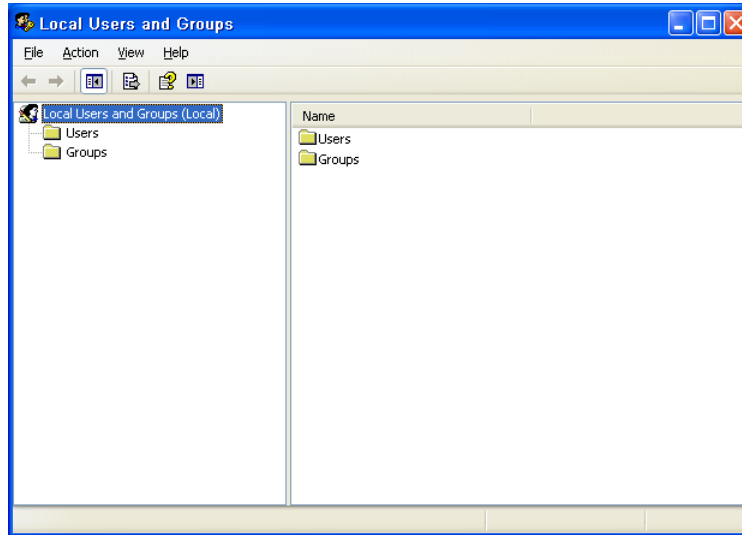 Local Users and Groups
File Action View Help
Local Users and Groups (Local)
Users
Groups
Name
Users
Groups